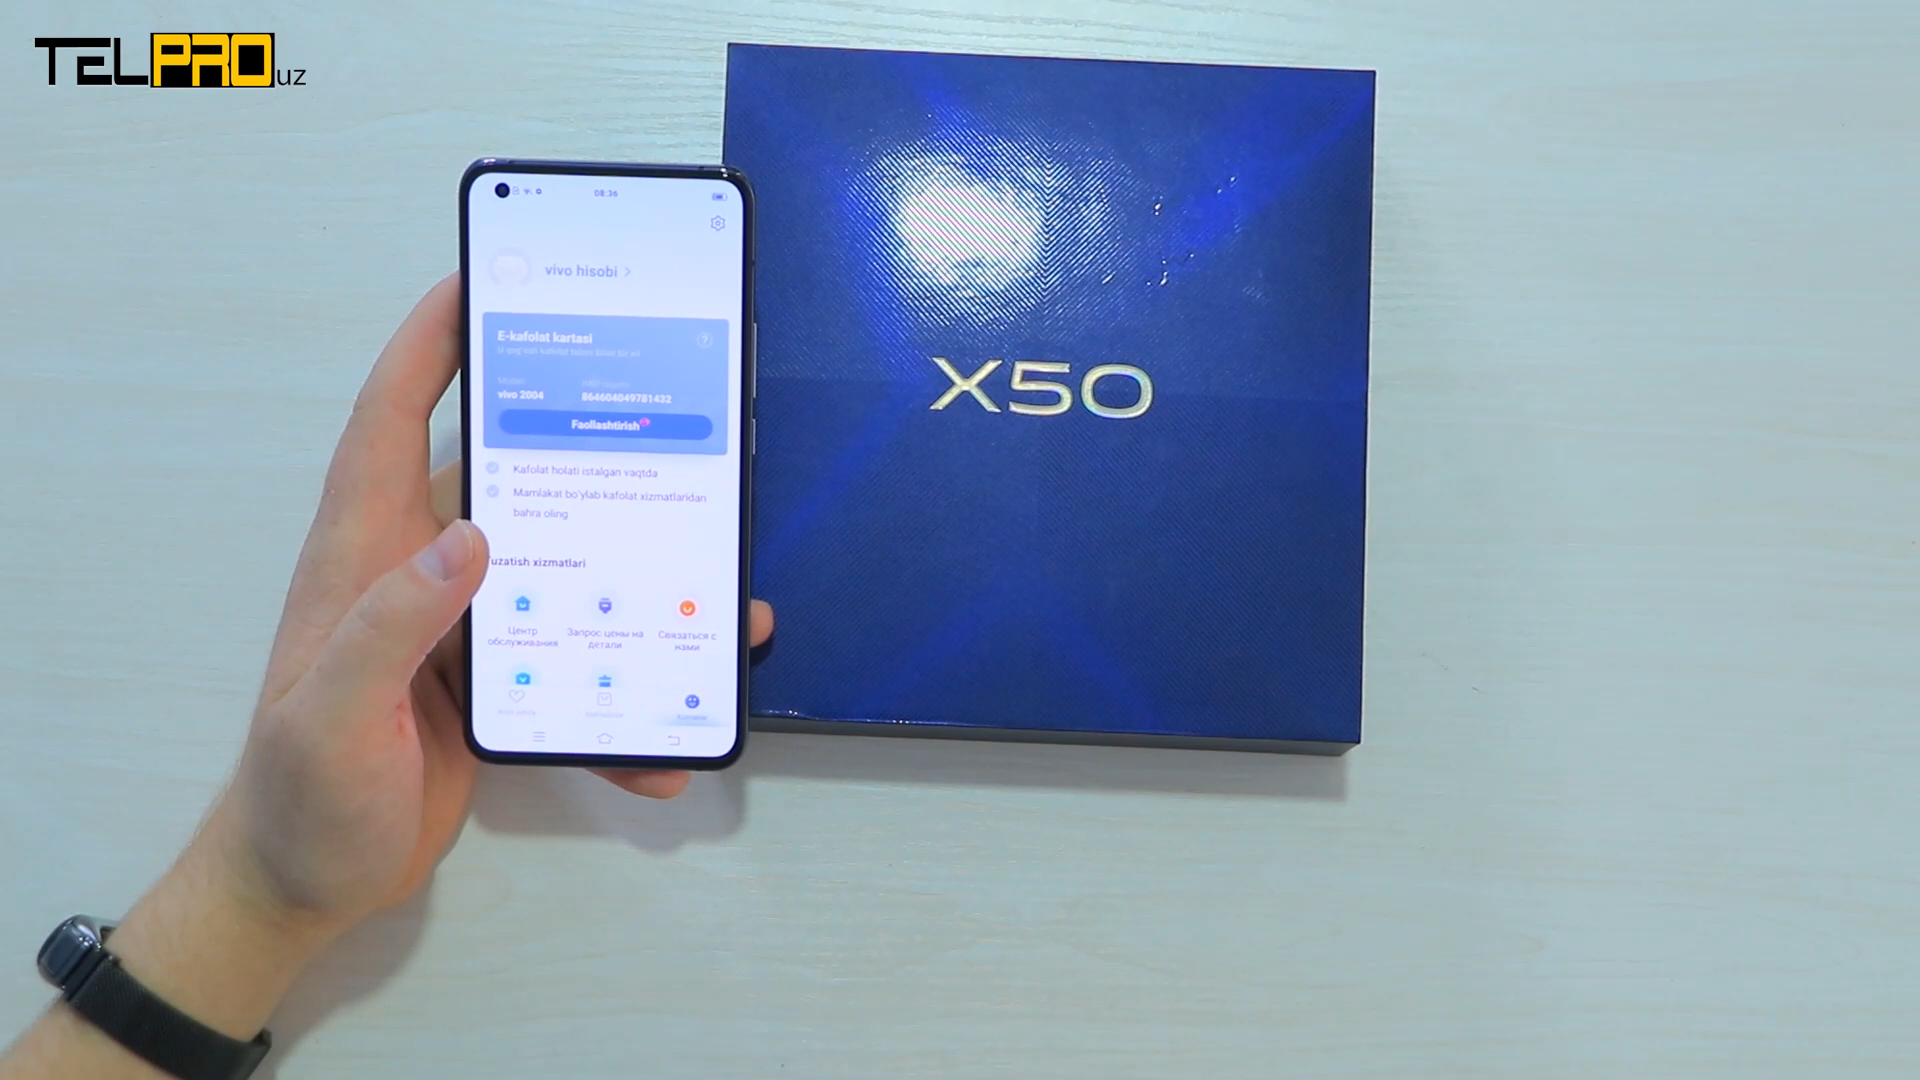 TELPRO uz
X50
08:36
vivo hisobi
E-kafolat kartasi
vivo 2004
864604049781432
Faollashtirish
Kafolat holati istalgan vaqtda
Mamlakat bo'ylab kafolat xizmatlaridan
bahra oling
uzatish xizmatlari
Центр
обслуживания
Запрос цены на
детали
Связаться с
нами